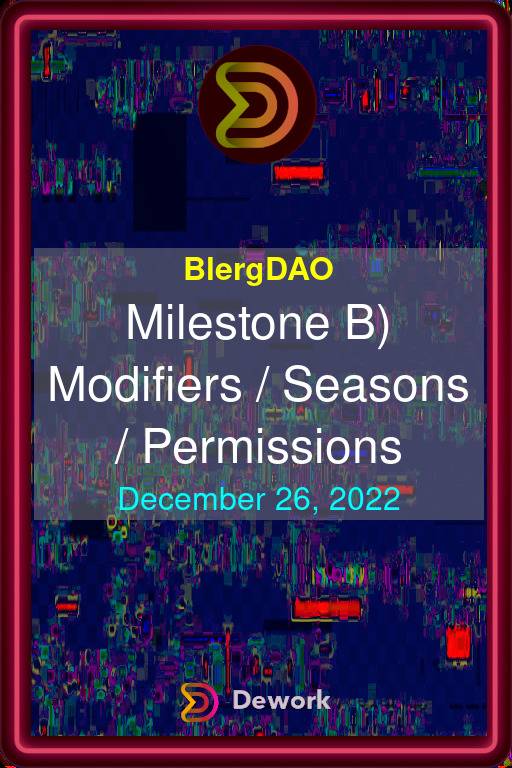 BlergDAO
Milestone B)
Modifiers / Seasons
/ Permissions
December 26, 2022
Dework